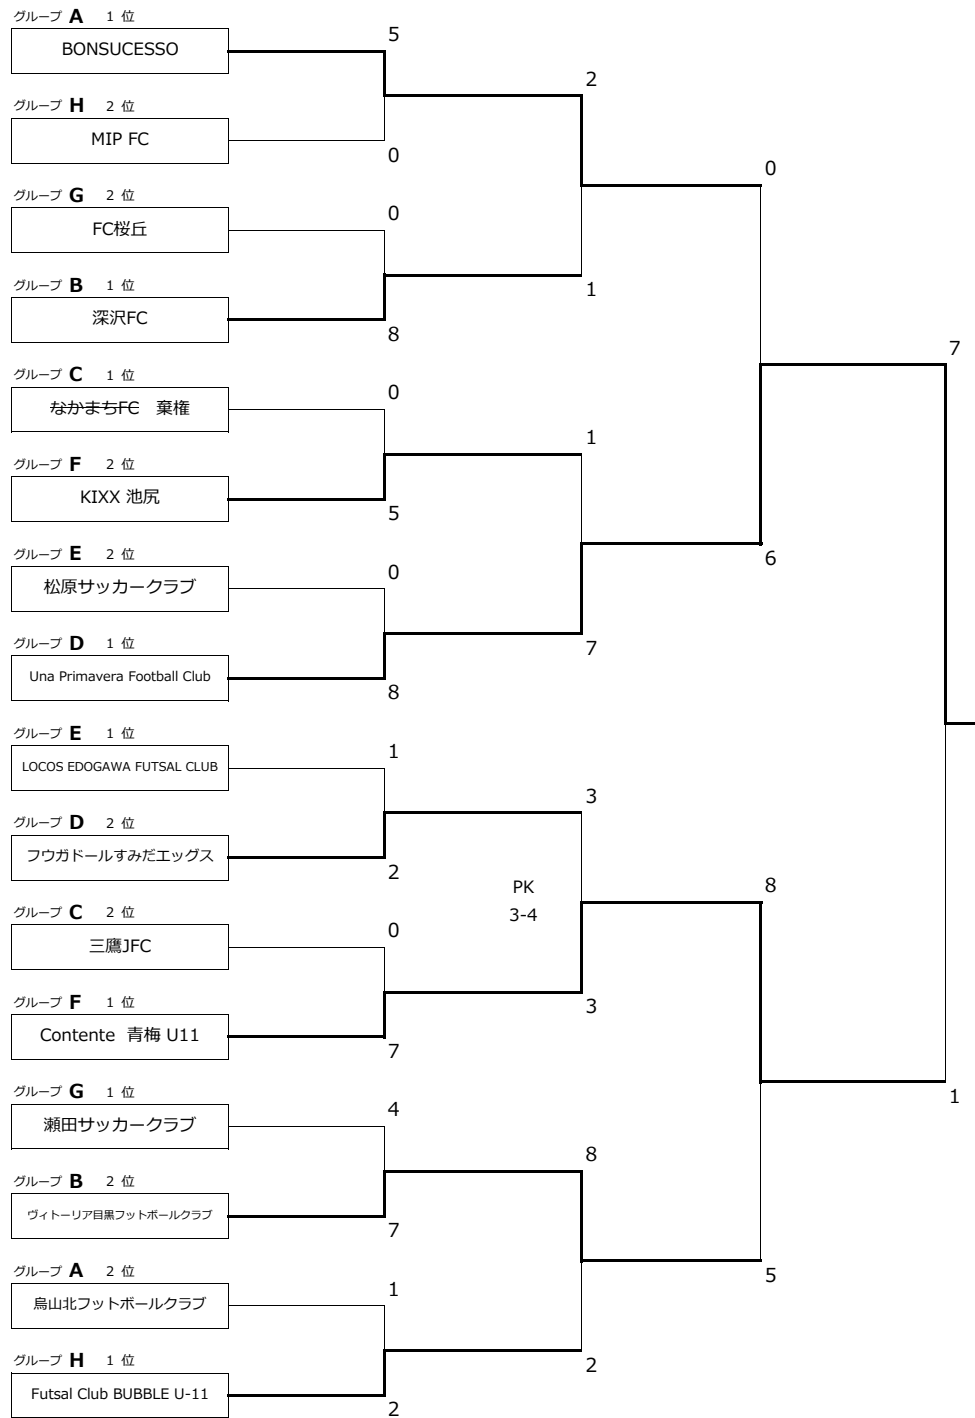 グループ A 1 位
5
BONSUCESSO
2
グループ H 2 位
MIP FC
0
0
グループ G 2 位
0
FC桜丘
グループ B 1 位
1
深沢FC
8
7
グループ C 1 位
0
なかまちFC 棄権
1
グループ F 2 位
KIXX 池尻
5
グループ E 2 位
6
0
松原サッカークラブ
グループ D 1 位
7
Una Primavera Football Club
8
グループ E 1 位
1
LOCOS EDOGAWA FUTSAL CLUB
3
グループ D 2 位
フウガドールすみだエッグス
2
8
PK
3-4
グループ C 2 位
0
三鷹JFC
グループ F 1 位
3
Contente 青梅 U11
7
グループ G 1 位
1
4
瀬田サッカークラブ
8
グループ B 2 位
ヴィトーリア目黒フットボールクラブ
7
グループ A 2 位
5
1
烏山北フットボールクラブ
グループ H 1 位
2
Futsal Club BUBBLE U-11
2